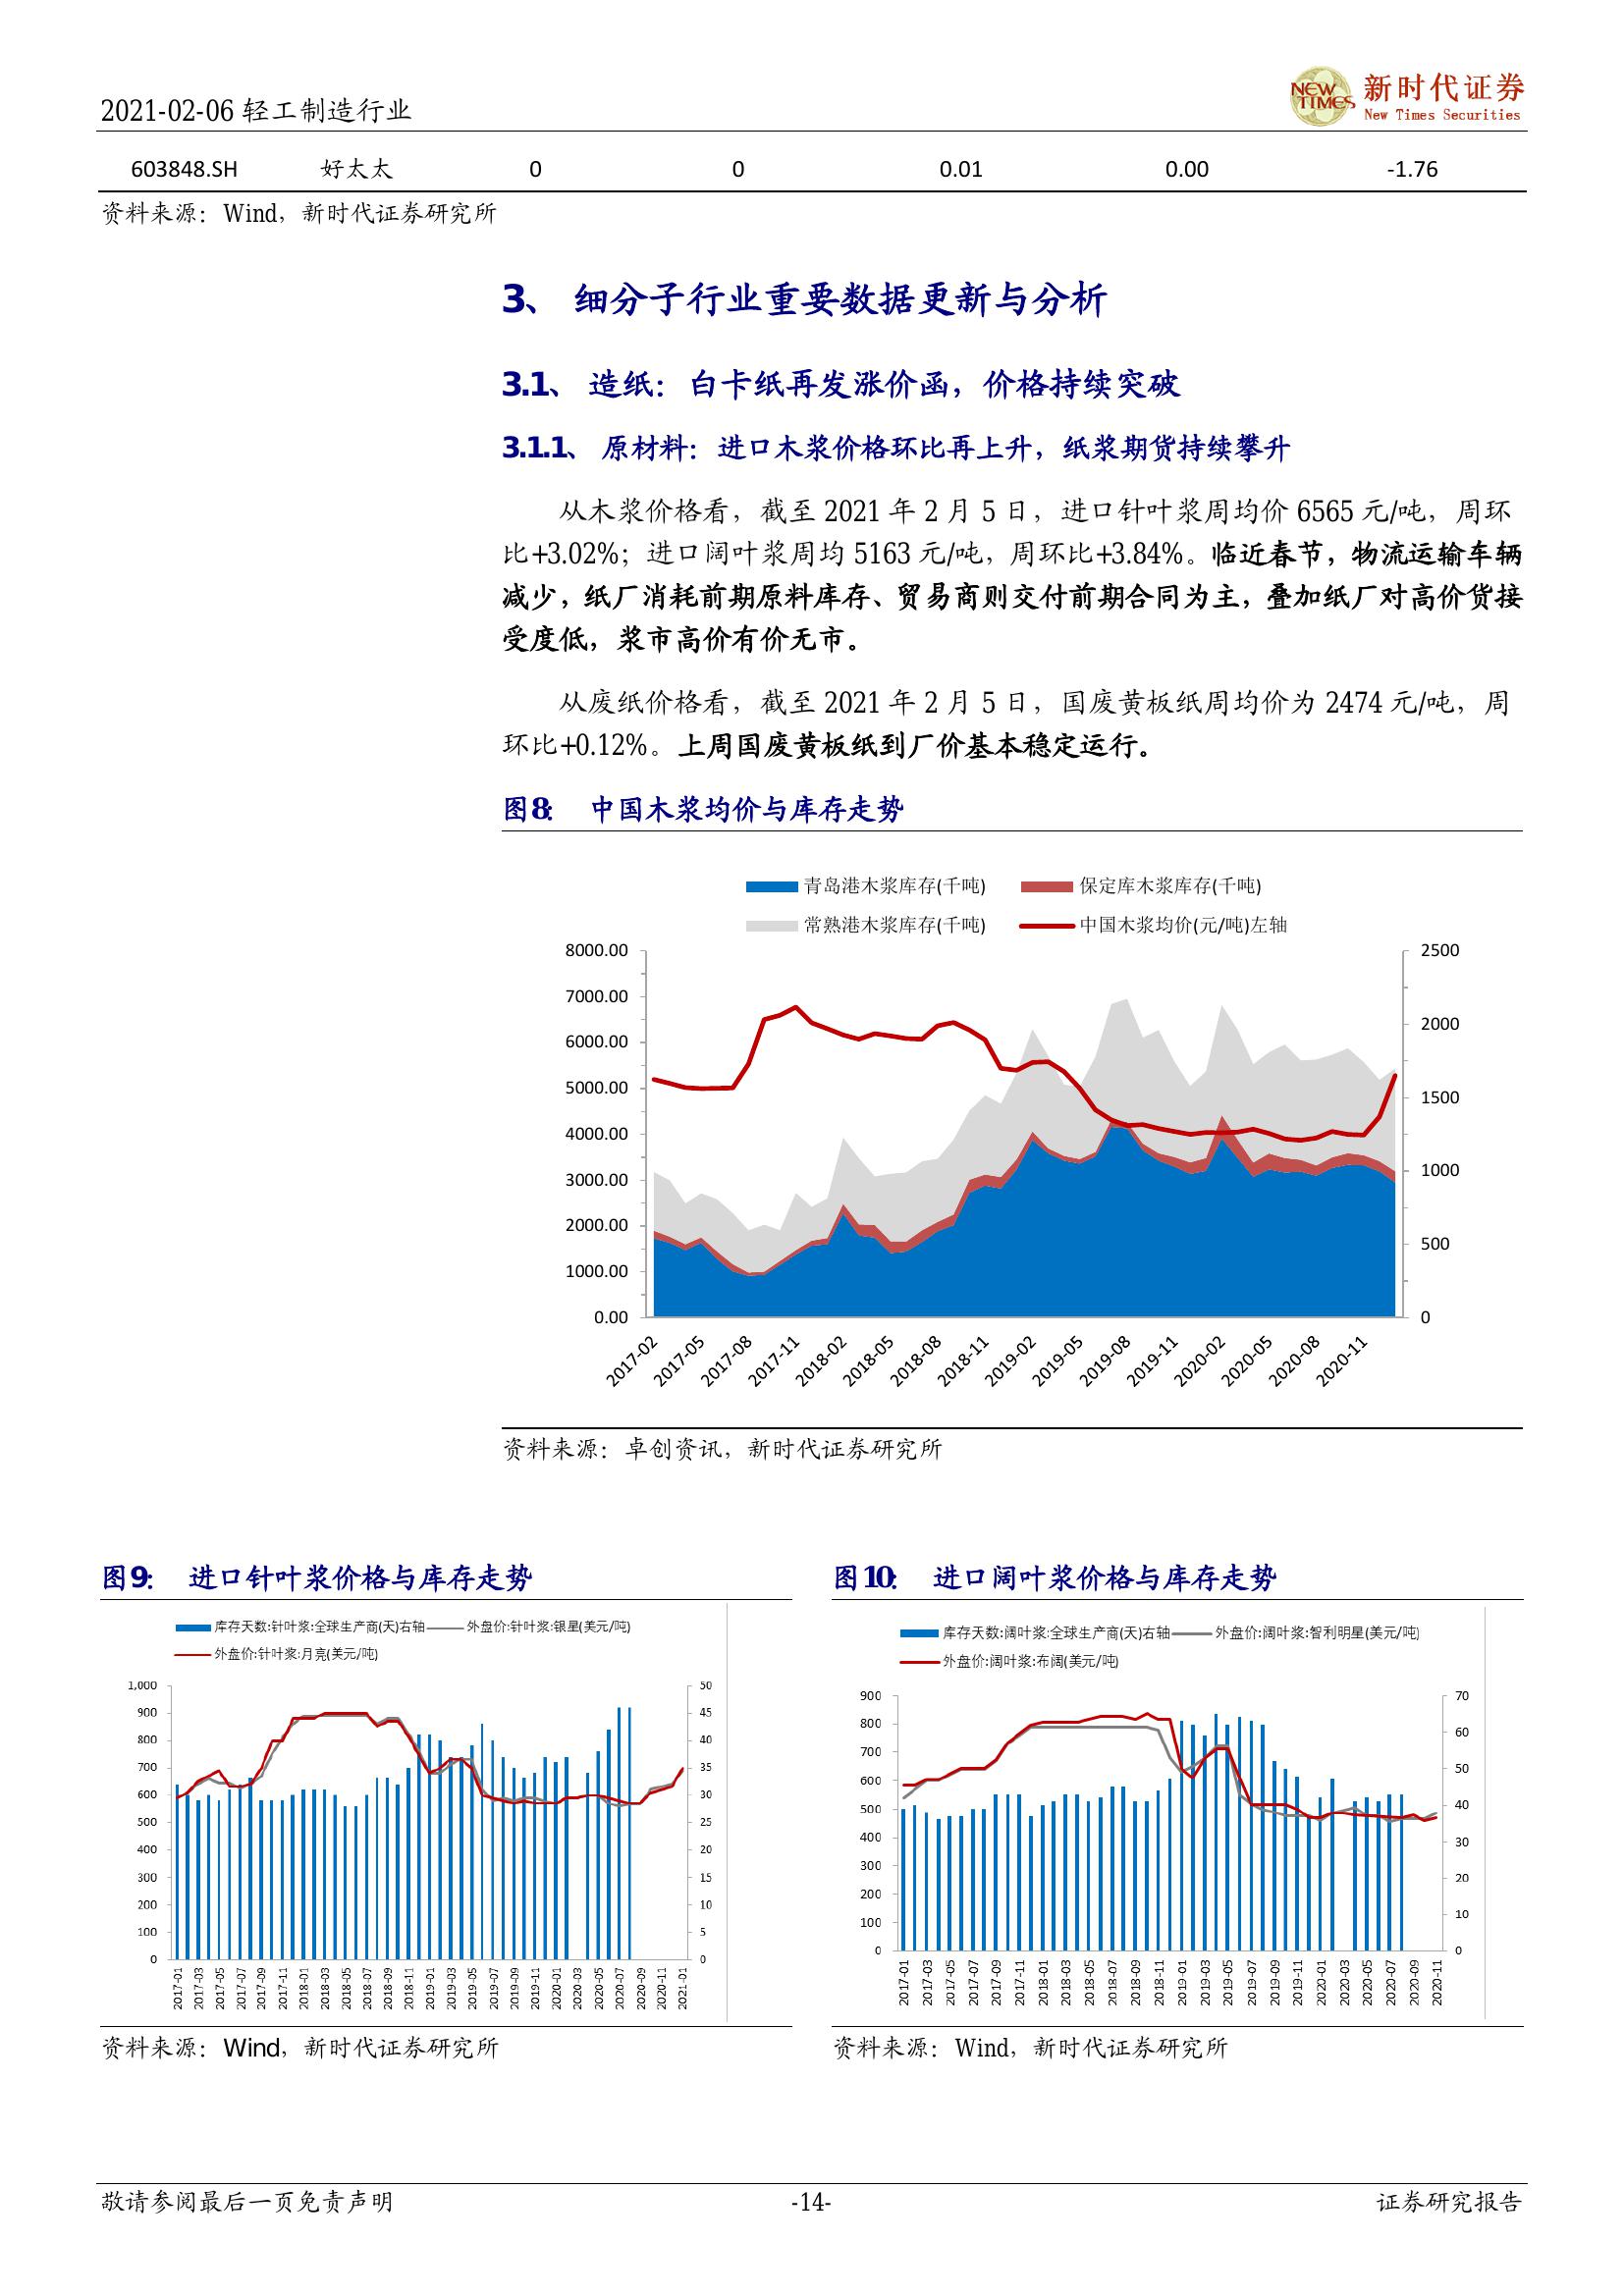 2021-02-06 轻工制造行业
NEW TIMES
新时代证券
New Times Securities
603848.SH 好太太 0 0 0.01 0.00 -1.76
资料来源：Wind，新时代证券研究所
3、 细分子行业重要数据更新与分析
3.1、 造纸：白卡纸再发涨价函，价格持续突破
3.1.1、 原材料：进口木浆价格环比再上升，纸浆期货持续攀升
从木浆价格看，截至 2021 年 2 月 5 日，进口针叶浆周均价 6565 元/吨，周环
比+3.02%；进口阔叶浆周均 5163 元/吨，周环比+3.84%。临近春节，物流运输车辆
减少，纸厂消耗前期原料库存、贸易商则交付前期合同为主，叠加纸厂对高价货接
受度低，浆市高价有价无市。
从废纸价格看，截至 2021 年 2 月 5 日，国废黄板纸周均价为 2474 元/吨，周
环比+0.12%。上周国废黄板纸到厂价基本稳定运行。
图8： 中国木浆均价与库存走势
青岛港木浆库存(千吨) 保定库木浆库存(千吨)
常熟港木浆库存(千吨) 中国木浆均价(元/吨)左轴
8000.00 2500
7000.00
6000.00 2000
5000.00
4000.00 1500
3000.00 1000
2000.00
1000.00 500
0.00 0
2017-02 2017-05 2017-08 2017-11 2018-02 2018-05 2018-08 2018-11 2019-02 2019-05 2019-08 2019-11 2020-02 2020-05 2020-08 2020-11
资料来源：卓创资讯，新时代证券研究所
图9： 进口针叶浆价格与库存走势
库存天数:针叶浆:全球生产商(天)右轴 外盘价:针叶浆:银星(美元/吨)
外盘价:针叶浆:月亮(美元/吨)
1,000 50
900 45
800 40
700 35
600 30
500 25
400 20
300 15
200 10
100 5
0 0
2017-01 2017-03 2017-05 2017-07 2017-09 2017-11 2018-01 2018-03 2018-05 2018-07 2018-09 2018-11 2019-01 2019-03 2019-05 2019-07 2019-09 2019-11 2020-01 2020-03 2020-05 2020-07 2020-09 2020-11 2021-01
资料来源：Wind，新时代证券研究所
图10： 进口阔叶浆价格与库存走势
库存天数:阔叶浆:全球生产商(天)右轴 外盘价:阔叶浆:智利明星(美元/吨)
外盘价:阔叶浆:布阔(美元/吨)
900 70
800 60
700 50
600
500 40
400 30
300 20
200
100 10
0 0
2017-01 2017-03 2017-05 2017-07 2017-09 2017-11 2018-01 2018-03 2018-05 2018-07 2018-09 2018-11 2019-01 2019-03 2019-05 2019-07 2019-09 2019-11 2020-01 2020-03 2020-05 2020-07 2020-09 2020-11
资料来源：Wind，新时代证券研究所
敬请参阅最后一页免责声明 -14- 证券研究报告